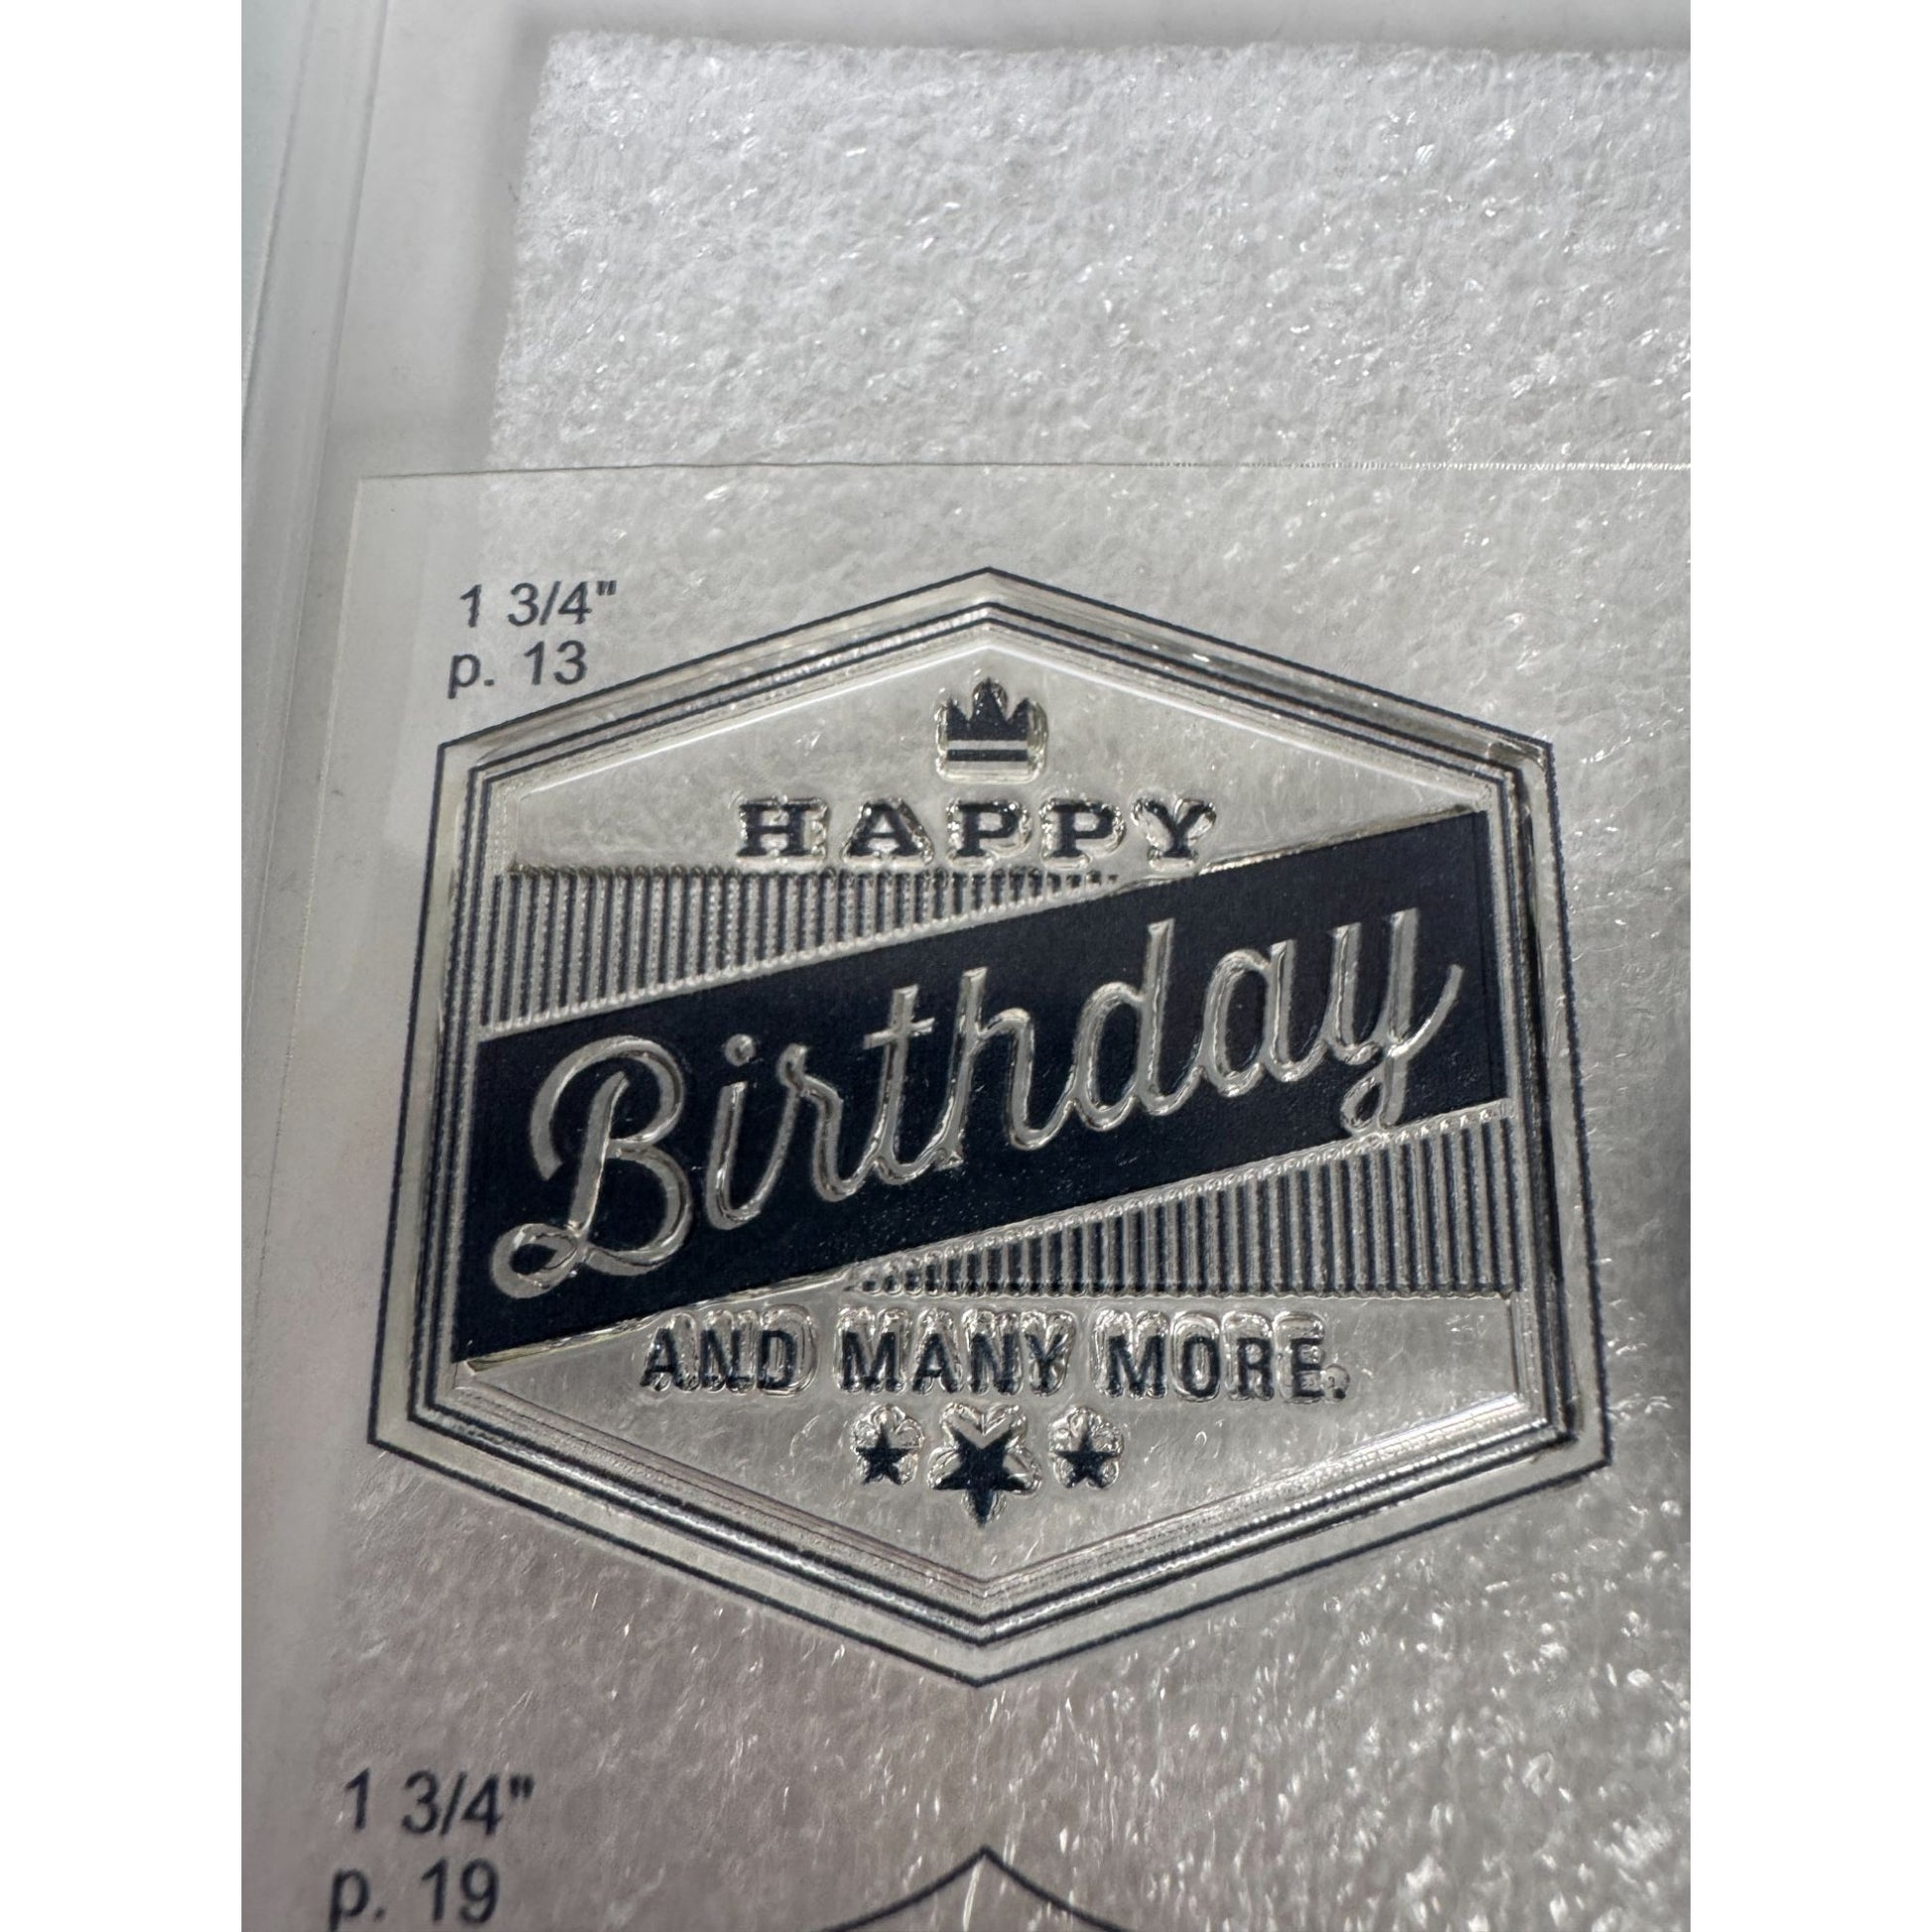 1 3/4"
p. 13
HAPPY
Birthday
AND MANY MORE.
1 3/4"
p. 19